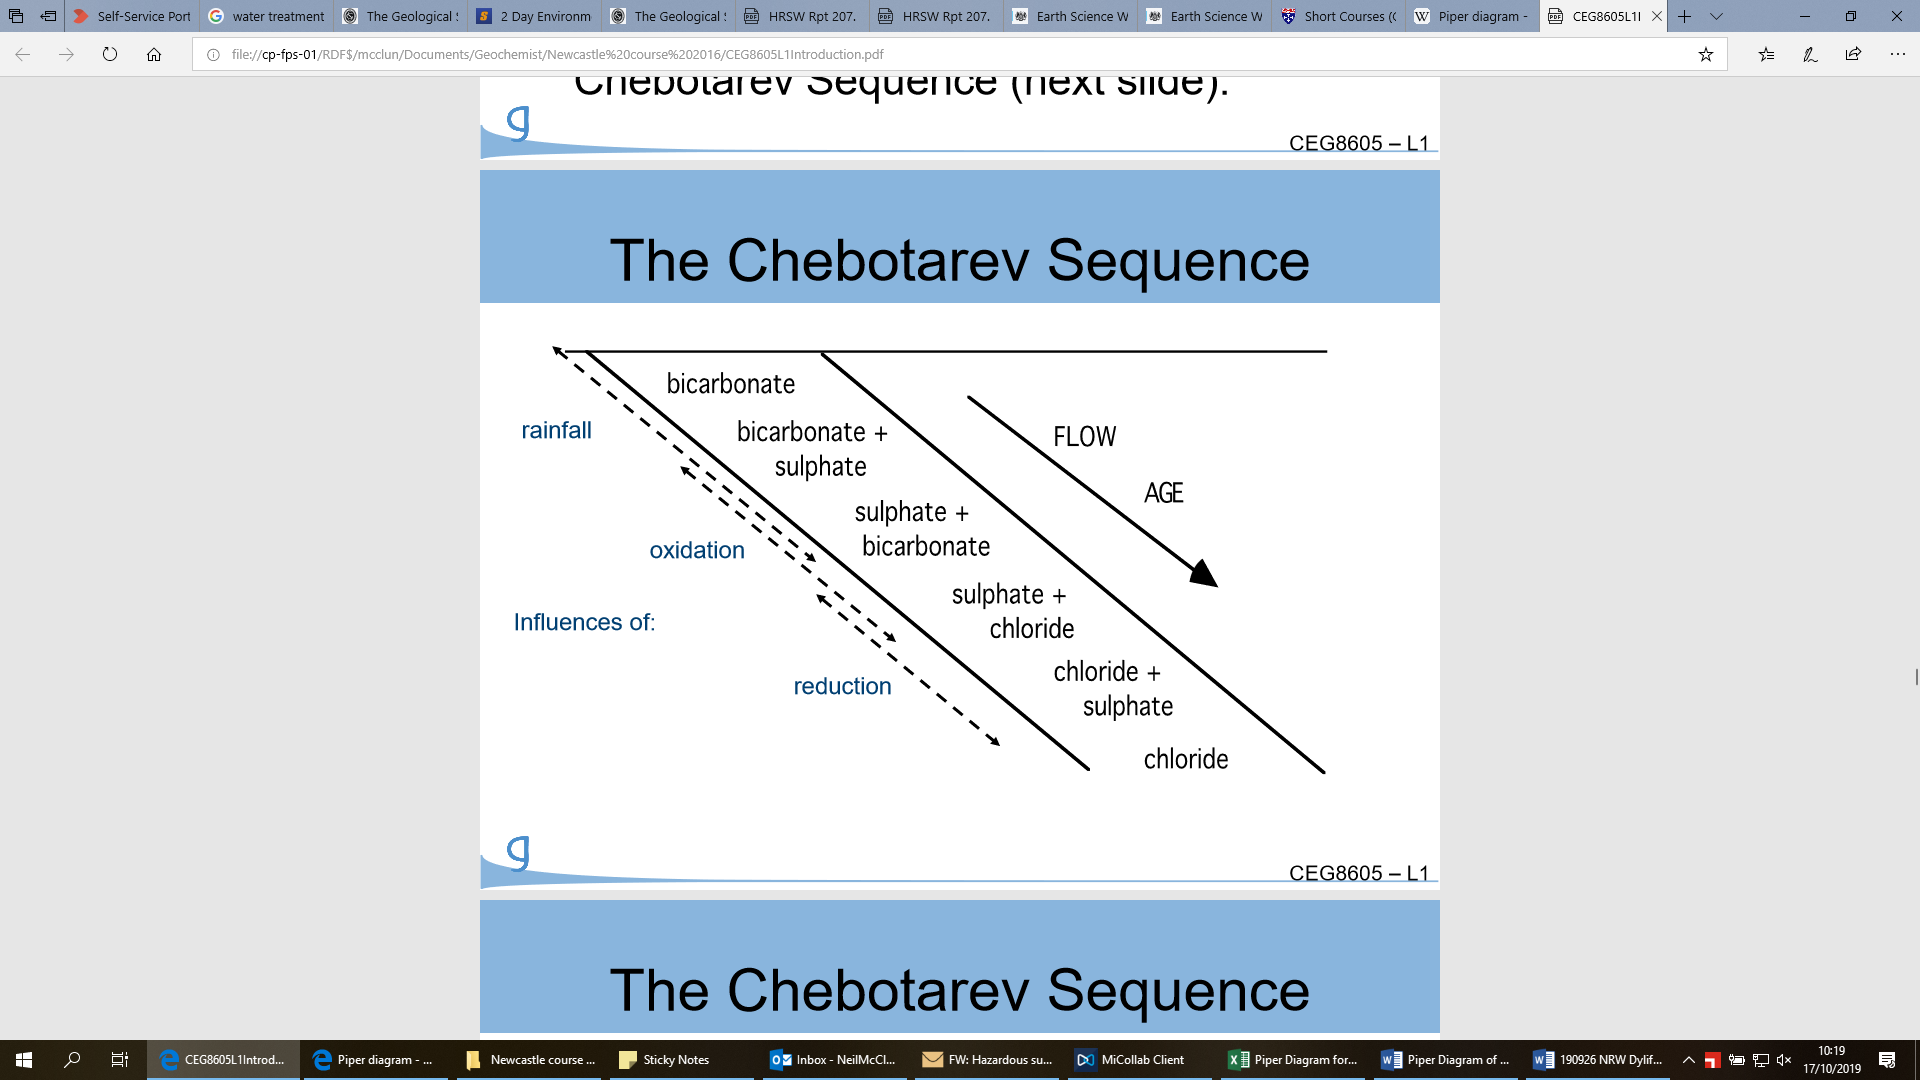 Self-Service Port
water treatment
The Geological S
2 Day Environm
The Geological S
HRSW Rpt 207.
HRSW Rpt 207.
Earth Science W
Earth Science W
Short Courses (C
Piper diagram -
CEG8605L1I
file://cp-fps-01/RDF$/mcclun/Documents/Geochemist/Newcastle%20course%202016/CEG8605L1Introduction.pdf
Chebotarev Sequence (next slide).
CEG8605 – L1
The Chebotarev Sequence
bicarbonate
rainfall
bicarbonate +
sulphate
FLOW
AGE
sulphate +
bicarbonate
oxidation
sulphate +
chloride
Influences of:
chloride +
sulphate
reduction
chloride
CEG8605 – L1
The Chebotarev Sequence
CEG8605L1Introd...
Piper diagram - ...
Newcastle course ...
Sticky Notes
Inbox - NeilMcCl...
FW: Hazardous su...
MiCollab Client
Piper Diagram for...
Piper Diagram of ...
190926 NRW Dylif...
10:19
17/10/2019